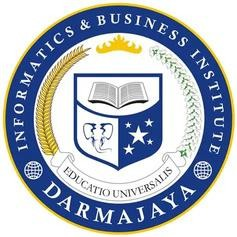 INFORMATICS & BUSINESS INSTITUTE
EDUCATIO UNIVERSALIS
DARMAJAYA